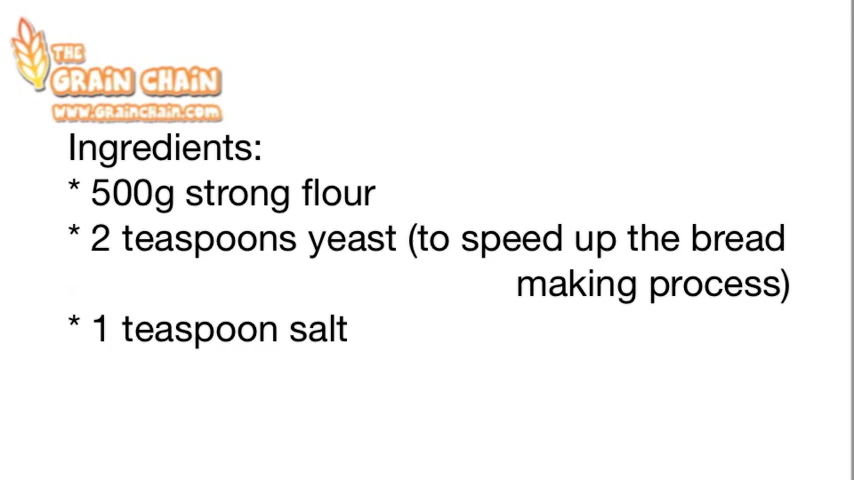 THE
GRAIN CHAIN
www.GrainChain.com
Ingredients:
* 500g strong flour
* 2 teaspoons yeast (to speed up the bread
making process)
* 1 teaspoon salt